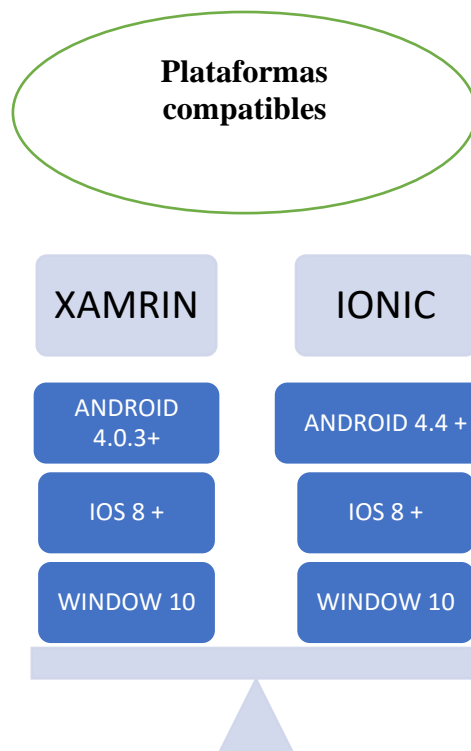 Plataformas
compatibles
XAMRIN
IONIC
ANDROID
4.0.3+
ANDROID 4.4 +
IOS 8 +
IOS 8 +
WINDOW 10
WINDOW 10